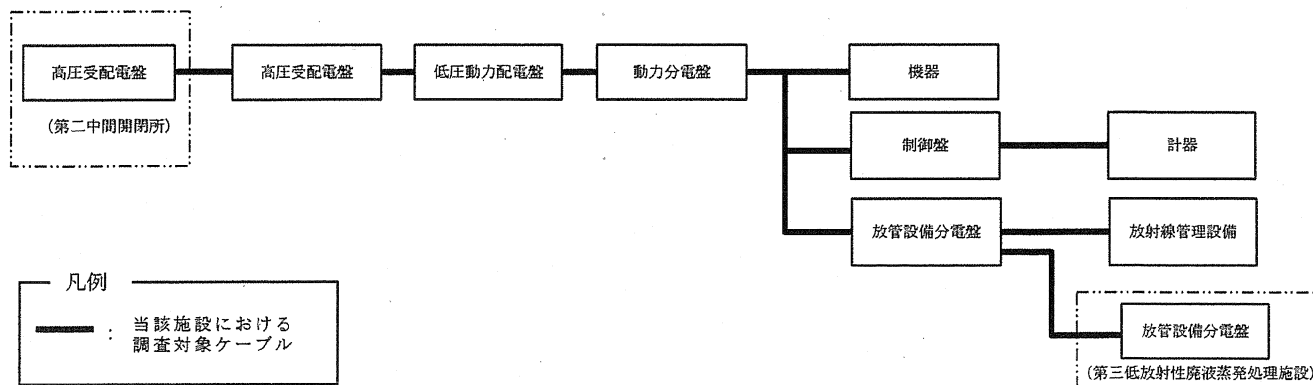 高圧受配電盤
高圧受配電盤
低圧動力配電盤
動力分電盤
機器
(第二中間開閉所)
制御盤
計器
放管設備分電盤
放射線管理設備
凡例
: 当該施設における
調査対象ケーブル
放管設備分電盤
(第三低放射性廃液蒸発処理施設)